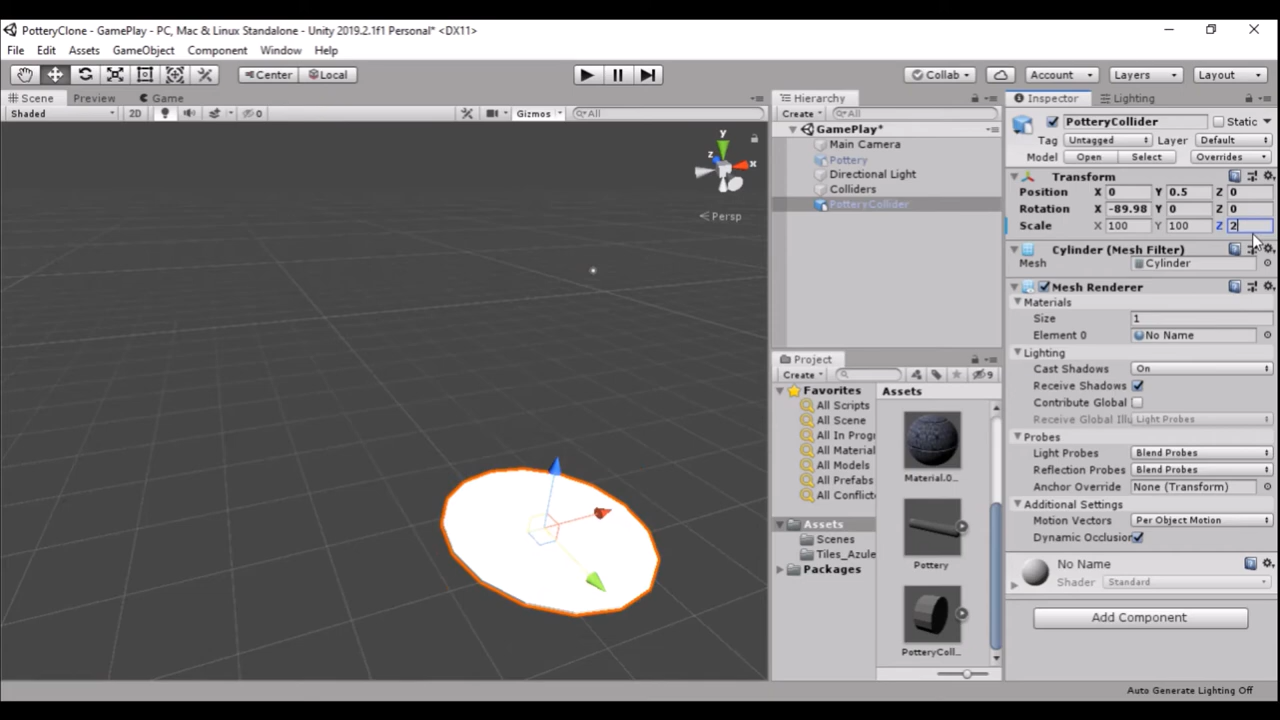 PotteryClone - GamePlay - PC, Mac & Linux Standalone - Unity 2019.2.1f1 Personal* <DX11>
File Edit Assets GameObject Component Window Help
Center Local Collab Account Layers Layout
Scene Preview Game
Shaded 2D 0 Gizmos All
y
z
x
Persp
Hierarchy
Create All
GamePlay*
Main Camera
Pottery
Directional Light
Colliders
PotteryCollider
Project
Create 9
Favorites
All Scripts
All Scene
All In Progr
All Material
All Models
All Prefabs
All Conflict
Assets
Scenes
Tiles_Azule
Packages
Assets
Material.0...
Pottery
PotteryColl...
Inspector Lighting
PotteryCollider Static
Tag Untagged Layer Default
Model Open Select Overrides
Transform
Position X 0 Y 0.5 Z 0
Rotation X -89.98 Y 0 Z 0
Scale X 100 Y 100 Z 2
Cylinder (Mesh Filter)
Mesh Cylinder
Mesh Renderer
Materials
Size 1
Element 0 No Name
Lighting
Cast Shadows On
Receive Shadows
Contribute Global
Receive Global Illu Light Probes
Probes
Light Probes Blend Probes
Reflection Probes Blend Probes
Anchor Override None (Transform)
Additional Settings
Motion Vectors Per Object Motion
Dynamic Occlusion
No Name
Shader Standard
Add Component
Auto Generate Lighting Off